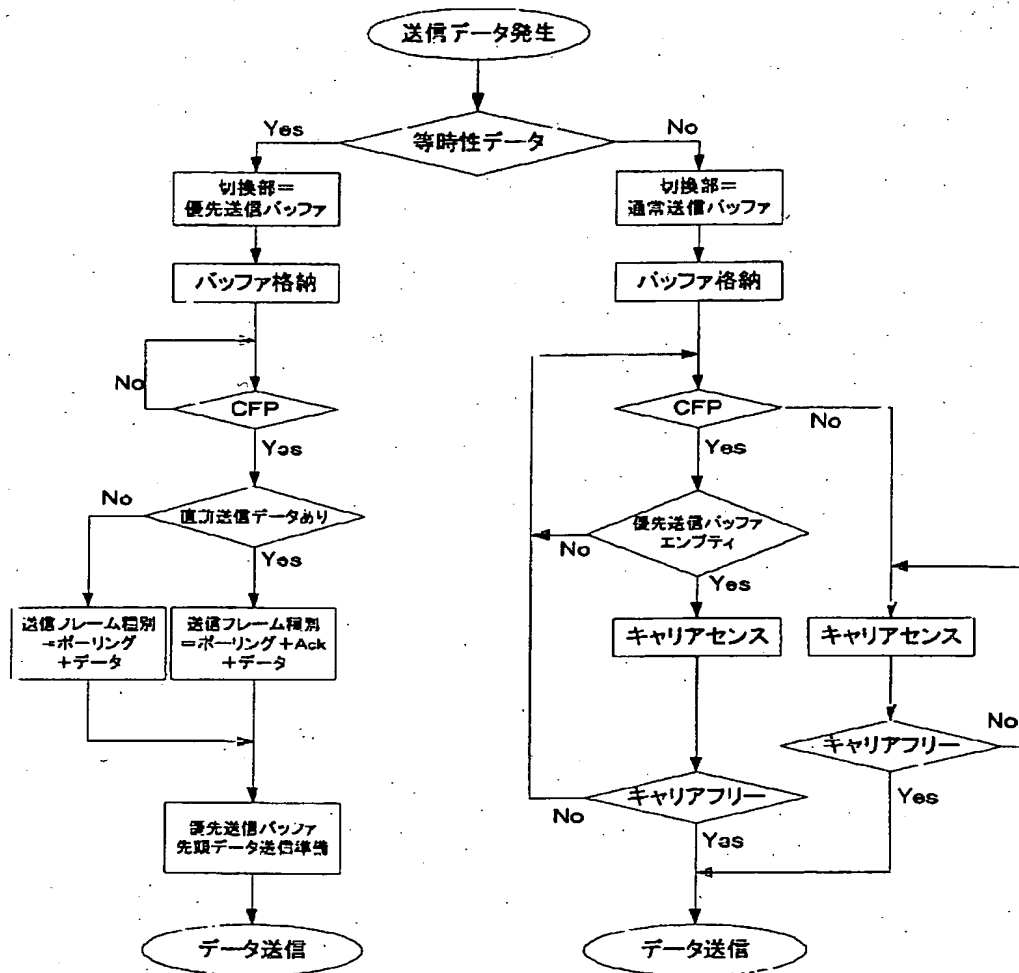 送信データ発生
等時性データ
Yes
No
切換部=
優先送信バッファ
バッファ格納
No
CFP
Yes
直前送信データあり
No
Yes
送信フレーム種別
=ポーリング
+データ
送信フレーム種別
=ポーリング+Ack
+データ
優先送信バッファ
先頭データ送信準備
データ送信
切換部=
通常送信バッファ
バッファ格納
CFP
No
Yes
優先送信バッファ
エンプティ
No
Yes
キャリアセンス
キャリアセンス
キャリアフリー
No
Yes
キャリアフリー
No
Yes
データ送信